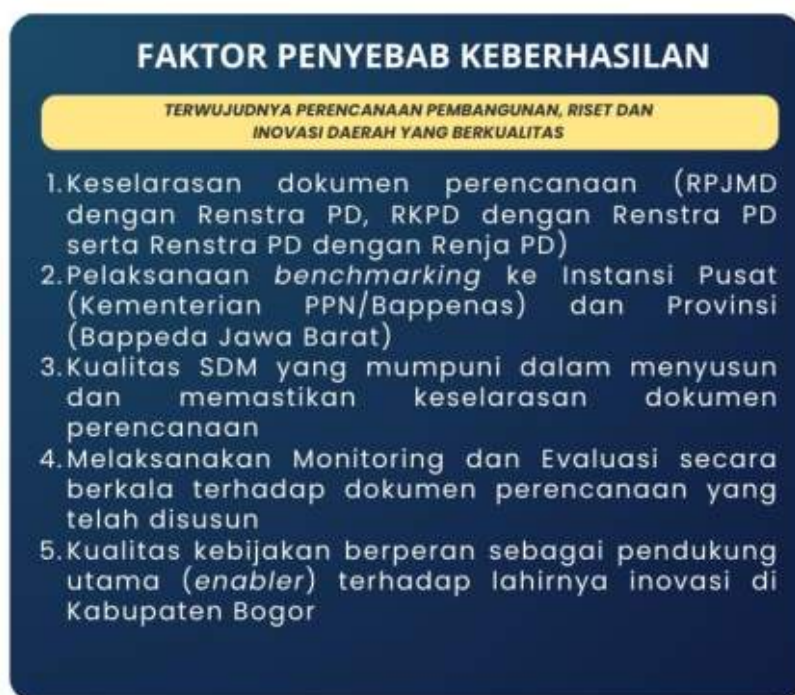 FAKTOR PENYEBAB KEBERHASILAN
TERWUJUDNYA PERENCANAAN PEMBANGUNAN, RISET DAN
INOVASI DAERAH YANG BERKUALITAS
1.Keselarasan dokumen perencanaan (RPJMD
dengan Renstra PD, RKPD dengan Renstra PD
serta Renstra PD dengan Renja PD)
2.Pelaksanaan benchmarking ke Instansi Pusat
(Kementerian PPN/Bappenas) dan Provinsi
(Bappeda Jawa Barat)
3.Kualitas SDM yang mumpuni dalam menyusun
dan memastikan keselarasan dokumen
perencanaan
4.Melaksanakan Monitoring dan Evaluasi secara
berkala terhadap dokumen perencanaan yang
telah disusun
5.Kualitas kebijakan berperan sebagai pendukung
utama (enabler) terhadap lahirnya inovasi di
Kabupaten Bogor